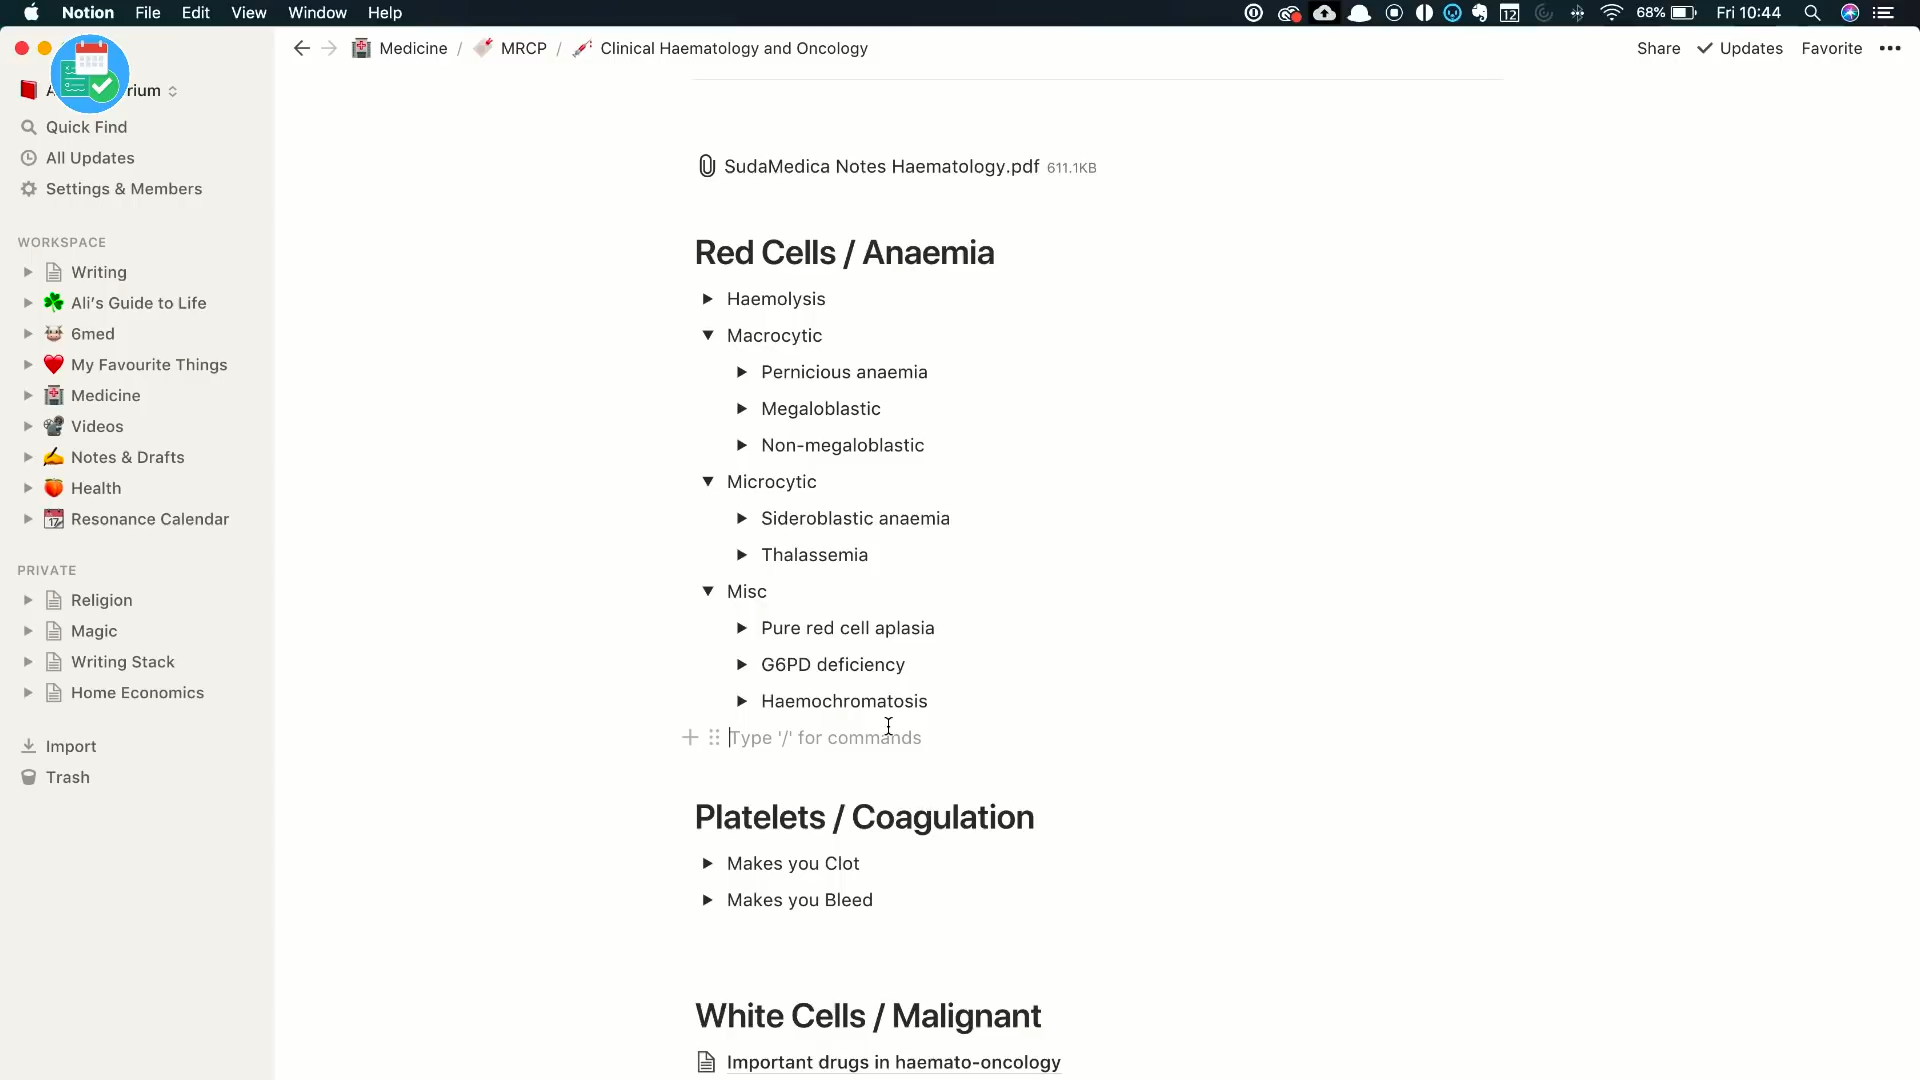 Notion File Edit View Window Help
12 68% Fri 10:44
Medicine / MRCP / Clinical Haematology and Oncology
Share Updates Favorite
Quick Find
All Updates
Settings & Members
WORKSPACE
Writing
Ali's Guide to Life
6med
My Favourite Things
Medicine
Videos
Notes & Drafts
Health
Resonance Calendar
PRIVATE
Religion
Magic
Writing Stack
Home Economics
Import
Trash
SudaMedica Notes Haematology.pdf 611.1KB
Red Cells / Anaemia
Haemolysis
Macrocytic
Pernicious anaemia
Megaloblastic
Non-megaloblastic
Microcytic
Sideroblastic anaemia
Thalassemia
Misc
Pure red cell aplasia
G6PD deficiency
Haemochromatosis
Type '/' for commands
Platelets / Coagulation
Makes you Clot
Makes you Bleed
White Cells / Malignant
Important drugs in haemato-oncology